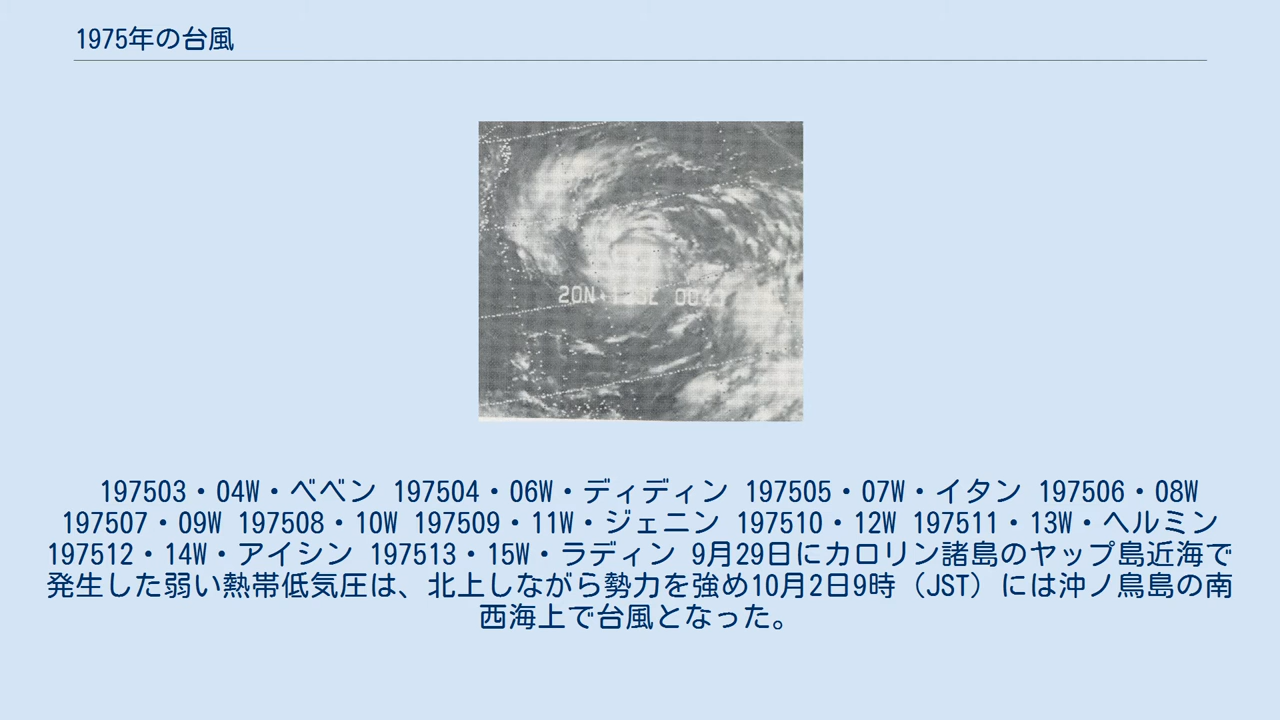 1975年の台風
20N
197503・04W・ベベン 197504・06W・ディディン 197505・07W・イタン 197506・08W
197507・09W 197508・10W 197509・11W・ジェニン 197510・12W 197511・13W・ヘルミン
197512・14W・アイシン 197513・15W・ラディン 9月29日にカロリン諸島のヤップ島近海で
発生した弱い熱帯低気圧は、北上しながら勢力を強め10月2日9時（JST）には沖ノ鳥島の南
西海上で台風となった。